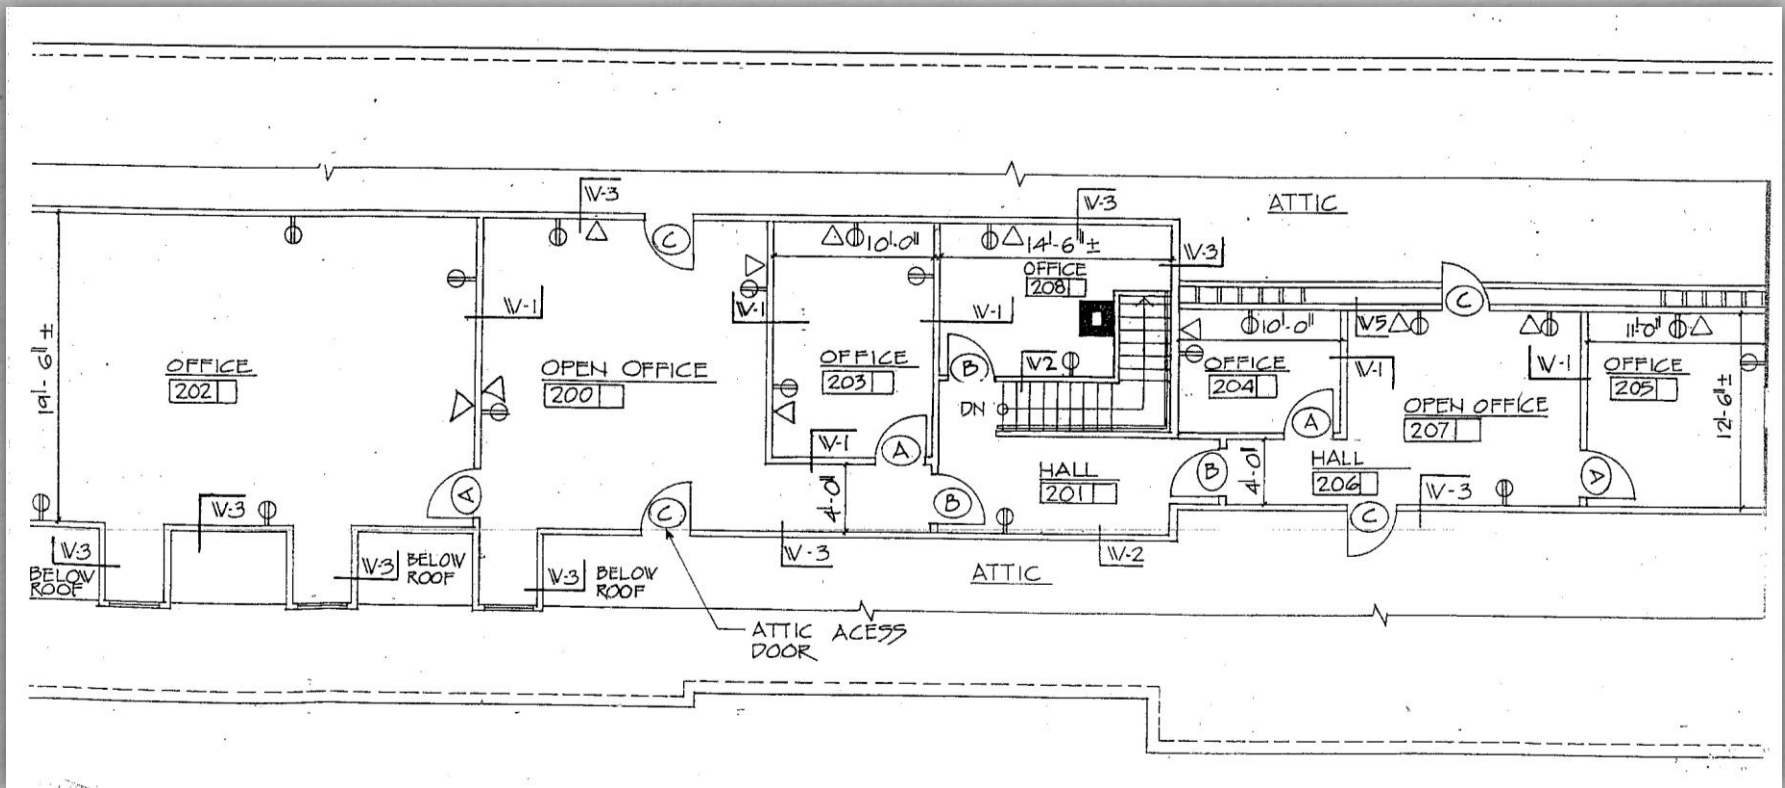 ATTIC
W-3
W-3
W-3
C
10'-0"
14'-6"±
OFFICE
208
C
W-1
W-1
W-1
10'-0"
W5
11'-0"
19'-6"±
OFFICE
202
OPEN OFFICE
200
OFFICE
203
B
W2
OFFICE
204
W-1
W-1
OFFICE
205
DN
OPEN OFFICE
207
12'-6"±
W-1
A
A
HALL
201
B
4'-0"
HALL
206
W-3
A
A
W-3
C
4'-0"
B
C
W-3
BELOW
ROOF
W-3
BELOW
ROOF
W-3
BELOW
ROOF
W-3
W-2
ATTIC
ATTIC ACESS
DOOR